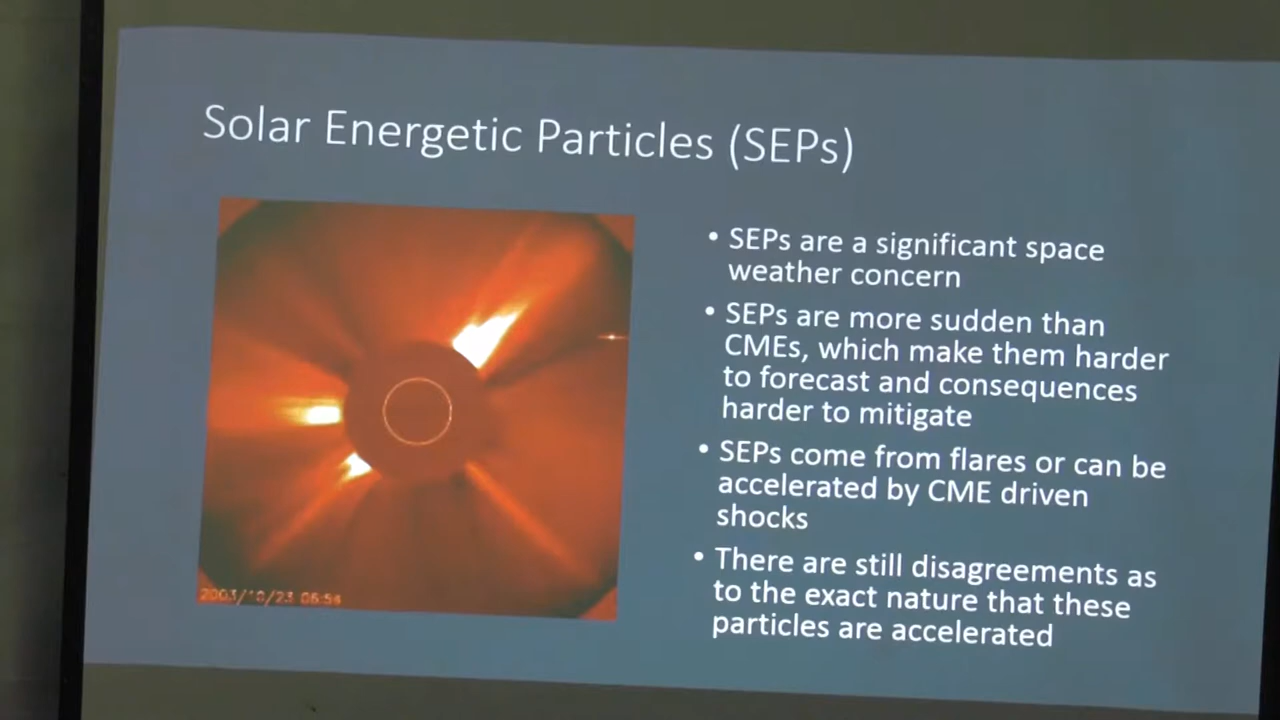 Solar Energetic Particles (SEPs)
• SEPs are a significant space
weather concern
• SEPs are more sudden than
CMEs, which make them harder
to forecast and consequences
harder to mitigate
• SEPs come from flares or can be
accelerated by CME driven
shocks
• There are still disagreements as
to the exact nature that these
particles are accelerated
2003/10/23 06:54